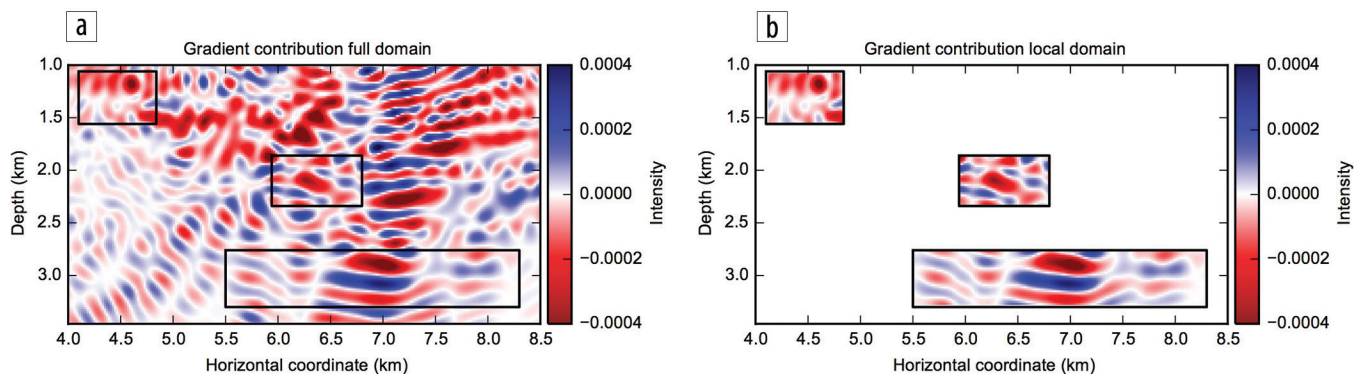 a
Gradient contribution full domain
1.0
1.5
2.0
2.5
3.0
Depth (km)
4.0 4.5 5.0 5.5 6.0 6.5 7.0 7.5 8.0 8.5
Horizontal coordinate (km)
0.0004
0.0002
0.0000
−0.0002
−0.0004
Intensity
b
Gradient contribution local domain
1.0
1.5
2.0
2.5
3.0
Depth (km)
4.0 4.5 5.0 5.5 6.0 6.5 7.0 7.5 8.0 8.5
Horizontal coordinate (km)
0.0004
0.0002
0.0000
−0.0002
−0.0004
Intensity